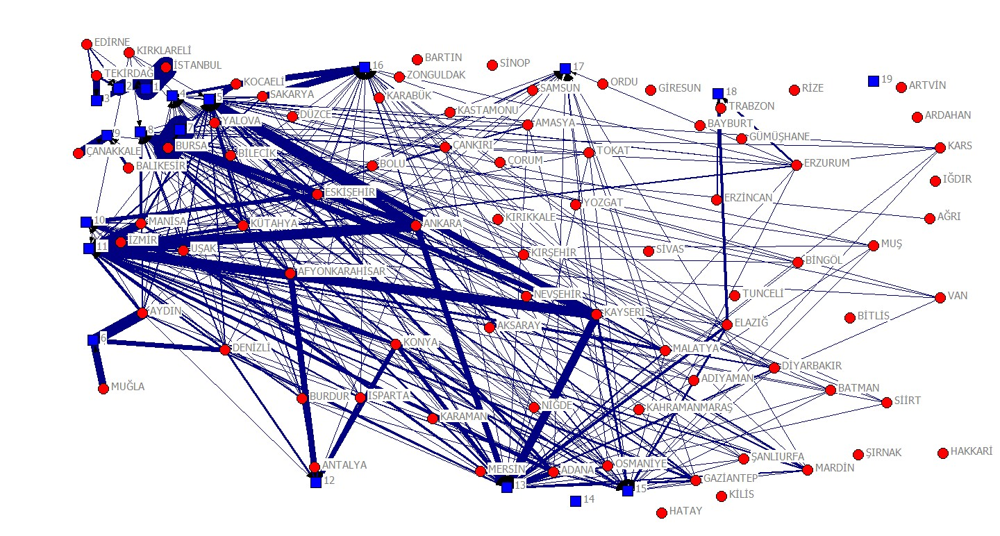 EDİRNE
KIRKLARELİ
İSTANBUL
TEKİRDAĞ
2
1
3
KOCAELİ
SAKARYA
4
5
16
BARTIN
ZONGULDAK
SİNOP
17
SAMSUN
ORDU
GİRESUN
18
RİZE
19
ARTVİN
KARABÜK
KASTAMONU
TRABZON
ARDAHAN
DÜZCE
YALOVA
AMASYA
BAYBURT
GÜMÜŞHANE
9
8
7
ÇANAKKALE
BURSA
BİLECİK
ÇANKIRI
TOKAT
KARS
BALIKESİR
BOLU
ÇORUM
ERZURUM
IĞDIR
ESKİŞEHİR
ERZİNCAN
YOZGAT
10
MANİSA
KÜTAHYA
ANKARA
KIRIKKALE
AĞRI
11
İZMİR
UŞAK
KIRŞEHİR
SİVAS
MUŞ
BİNGÖL
AFYONKARAHİSAR
NEVŞEHİR
TUNCELİ
VAN
AYDIN
KAYSERİ
BİTLİS
AKSARAY
ELAZIĞ
6
DENİZLİ
KONYA
MALATYA
DİYARBAKIR
ADIYAMAN
MUĞLA
BATMAN
BURDUR
ISPARTA
NİĞDE
KAHRAMANMARAŞ
SİİRT
KARAMAN
ANTALYA
12
MERSİN
13
ADANA
OSMANİYE
ŞANLIURFA
ŞIRNAK
HAKKARİ
MARDİN
GAZİANTEP
15
14
KİLİS
HATAY